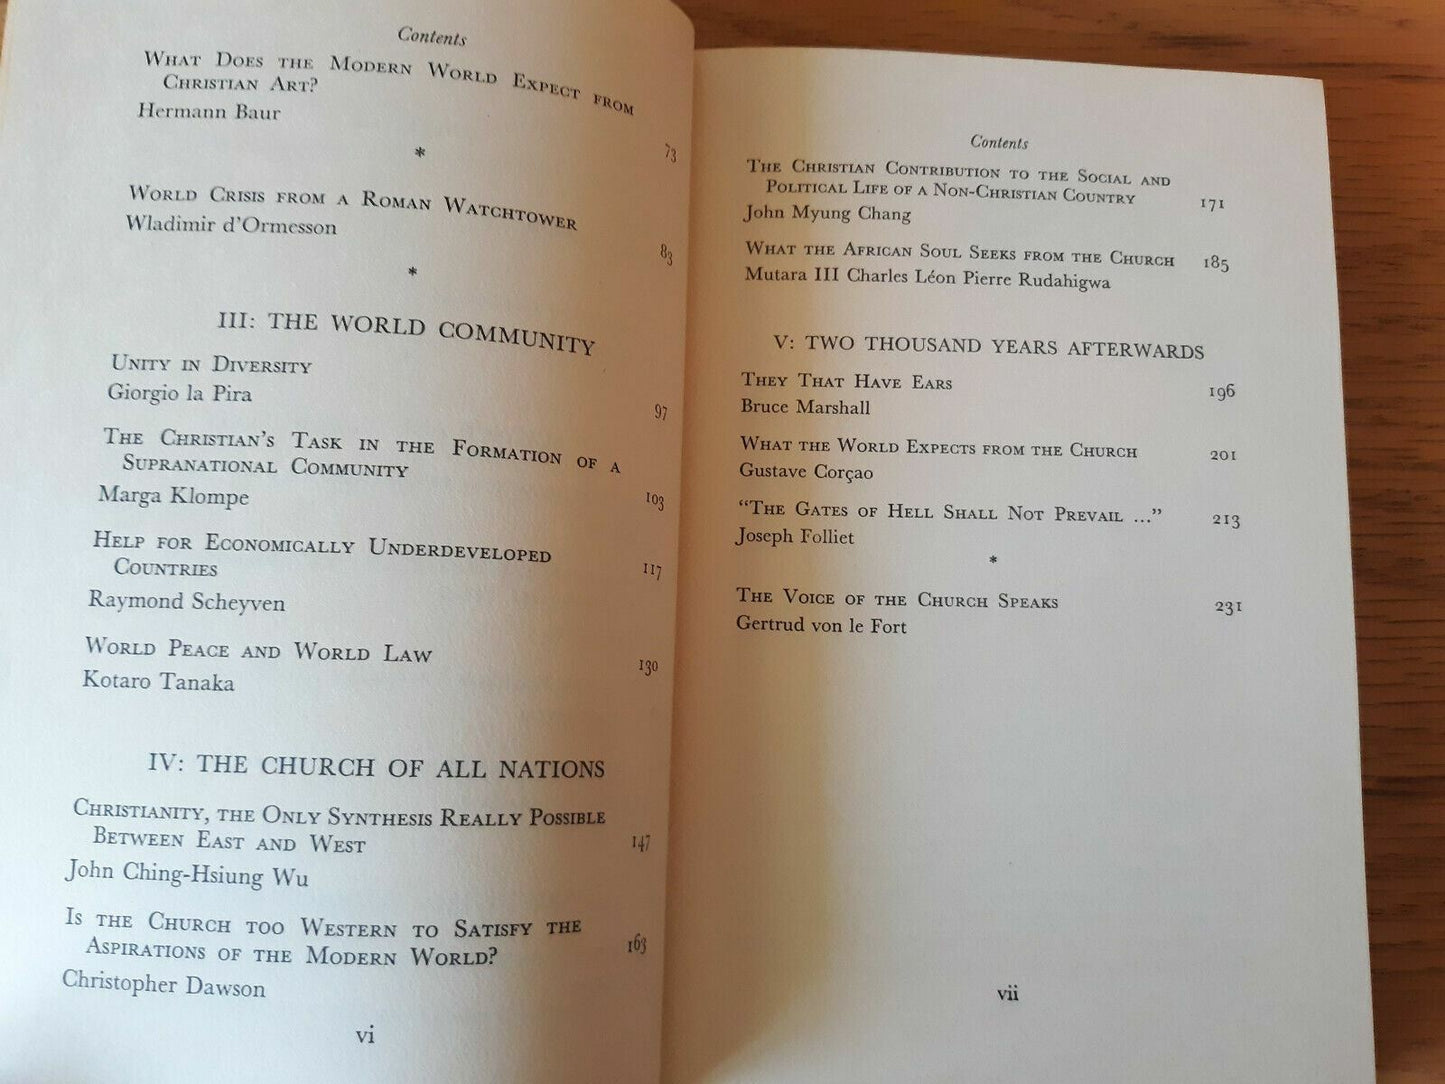 Contents
What Does the Modern World Expect from
Christian Art?
Hermann Baur
73
*
World Crisis from a Roman Watchtower
Wladimir d'Ormesson
83
*
III: THE WORLD COMMUNITY
Unity in Diversity
Giorgio la Pira
97
The Christian's Task in the Formation of a
Supranational Community
Marga Klompe
103
Help for Economically Underdeveloped
Countries
117
Raymond Scheyven
World Peace and World Law
130
Kotaro Tanaka
IV: THE CHURCH OF ALL NATIONS
Christianity, the Only Synthesis Really Possible
Between East and West
147
John Ching-Hsiung Wu
Is the Church too Western to Satisfy the
Aspirations of the Modern World?
163
Christopher Dawson
vi
Contents
The Christian Contribution to the Social and
Political Life of a Non-Christian Country
171
John Myung Chang
What the African Soul Seeks from the Church 185
Mutara III Charles Léon Pierre Rudahigwa
V: TWO THOUSAND YEARS AFTERWARDS
They That Have Ears 196
Bruce Marshall
What the World Expects from the Church 201
Gustave Corção
"The Gates of Hell Shall Not Prevail ..." 213
Joseph Folliet
*
The Voice of the Church Speaks 231
Gertrud von le Fort
vii